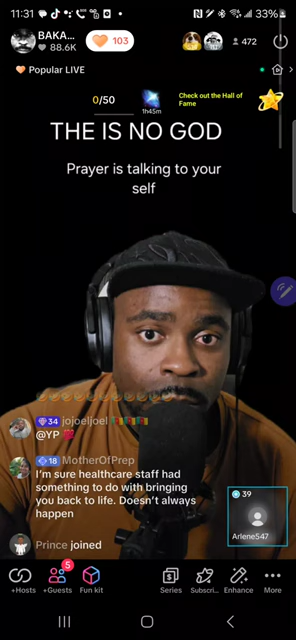 11:31
33%
BAKA...
88.6K
103
472
Popular LIVE
0/50
1h45m
Check out the Hall of
Fame
THE IS NO GOD
Prayer is talking to your
self
34 jojoeljoel
@YP
18 MotherOfPrep
I'm sure healthcare staff had
something to do with bringing
you back to life. Doesn't always
happen
Prince joined
39
Arlene547
5
+Hosts
+Guests
Fun kit
Series
Subscri...
Enhance
More